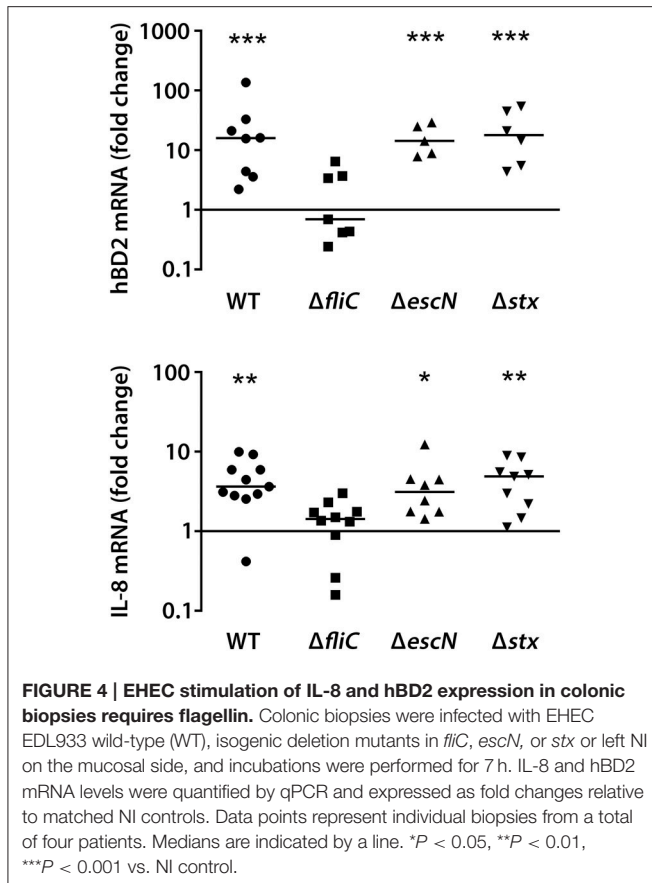 1000
***
***
***
100
10
1
0.1
hBD2 mRNA (fold change)
WT
ΔfliC
ΔescN
Δstx
100
**
*
**
10
1
0.1
IL-8 mRNA (fold change)
WT
ΔfliC
ΔescN
Δstx
FIGURE 4 | EHEC stimulation of IL-8 and hBD2 expression in colonic
biopsies requires flagellin. Colonic biopsies were infected with EHEC
EDL933 wild-type (WT), isogenic deletion mutants in fliC, escN, or stx or left NI
on the mucosal side, and incubations were performed for 7 h. IL-8 and hBD2
mRNA levels were quantified by qPCR and expressed as fold changes relative
to matched NI controls. Data points represent individual biopsies from a total
of four patients. Medians are indicated by a line. *P < 0.05, **P < 0.01,
***P < 0.001 vs. NI control.